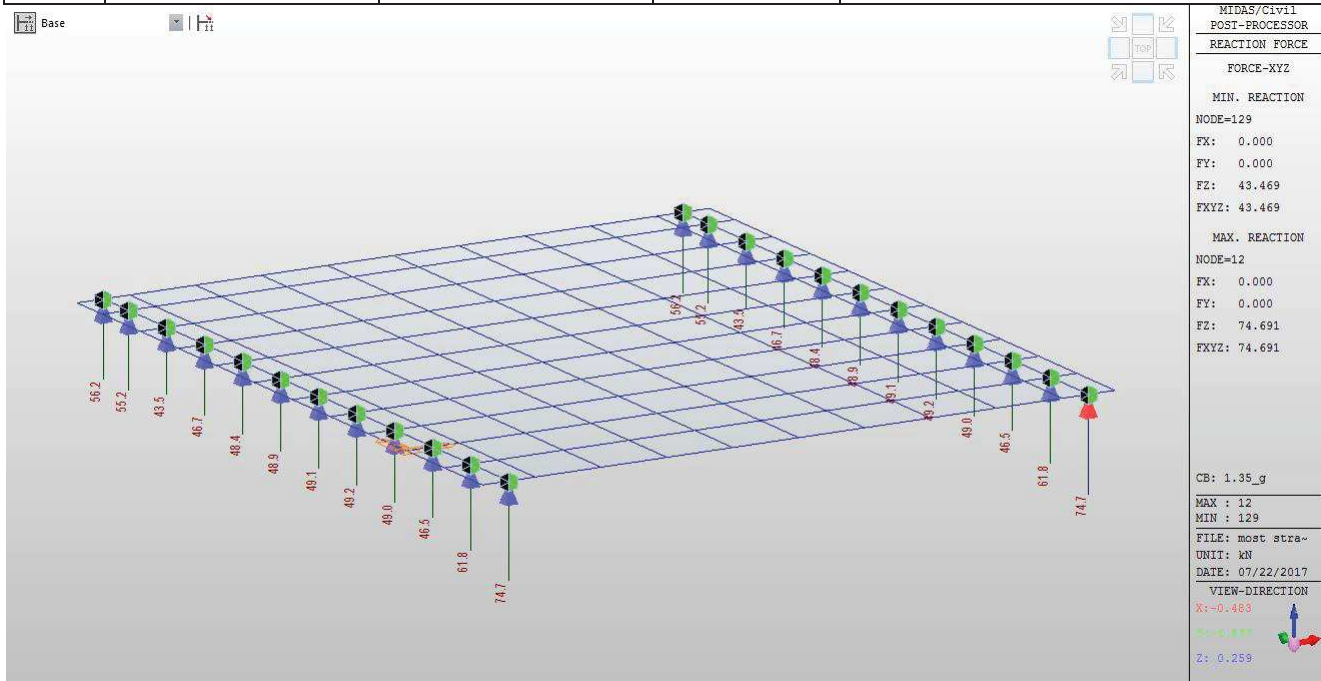 Base
TOP
MIDAS/Civil
POST-PROCESSOR
REACTION FORCE
FORCE-XYZ
MIN. REACTION
NODE=129
FX: 0.000
FY: 0.000
FZ: 43.469
FXYZ: 43.469
MAX. REACTION
NODE=12
FX: 0.000
FY: 0.000
FZ: 74.691
FXYZ: 74.691
CB: 1.35_g
MAX : 12
MIN : 129
FILE: most stra~
UNIT: kN
DATE: 07/22/2017
VIEW-DIRECTION
X:-0.483
Z: 0.259
56.2
55.2
43.5
46.7
48.4
48.9
49.1
49.2
49.0
46.5
61.8
74.7
56.2
55.2
43.5
46.7
48.4
48.9
49.1
49.2
49.0
46.5
61.8
74.7